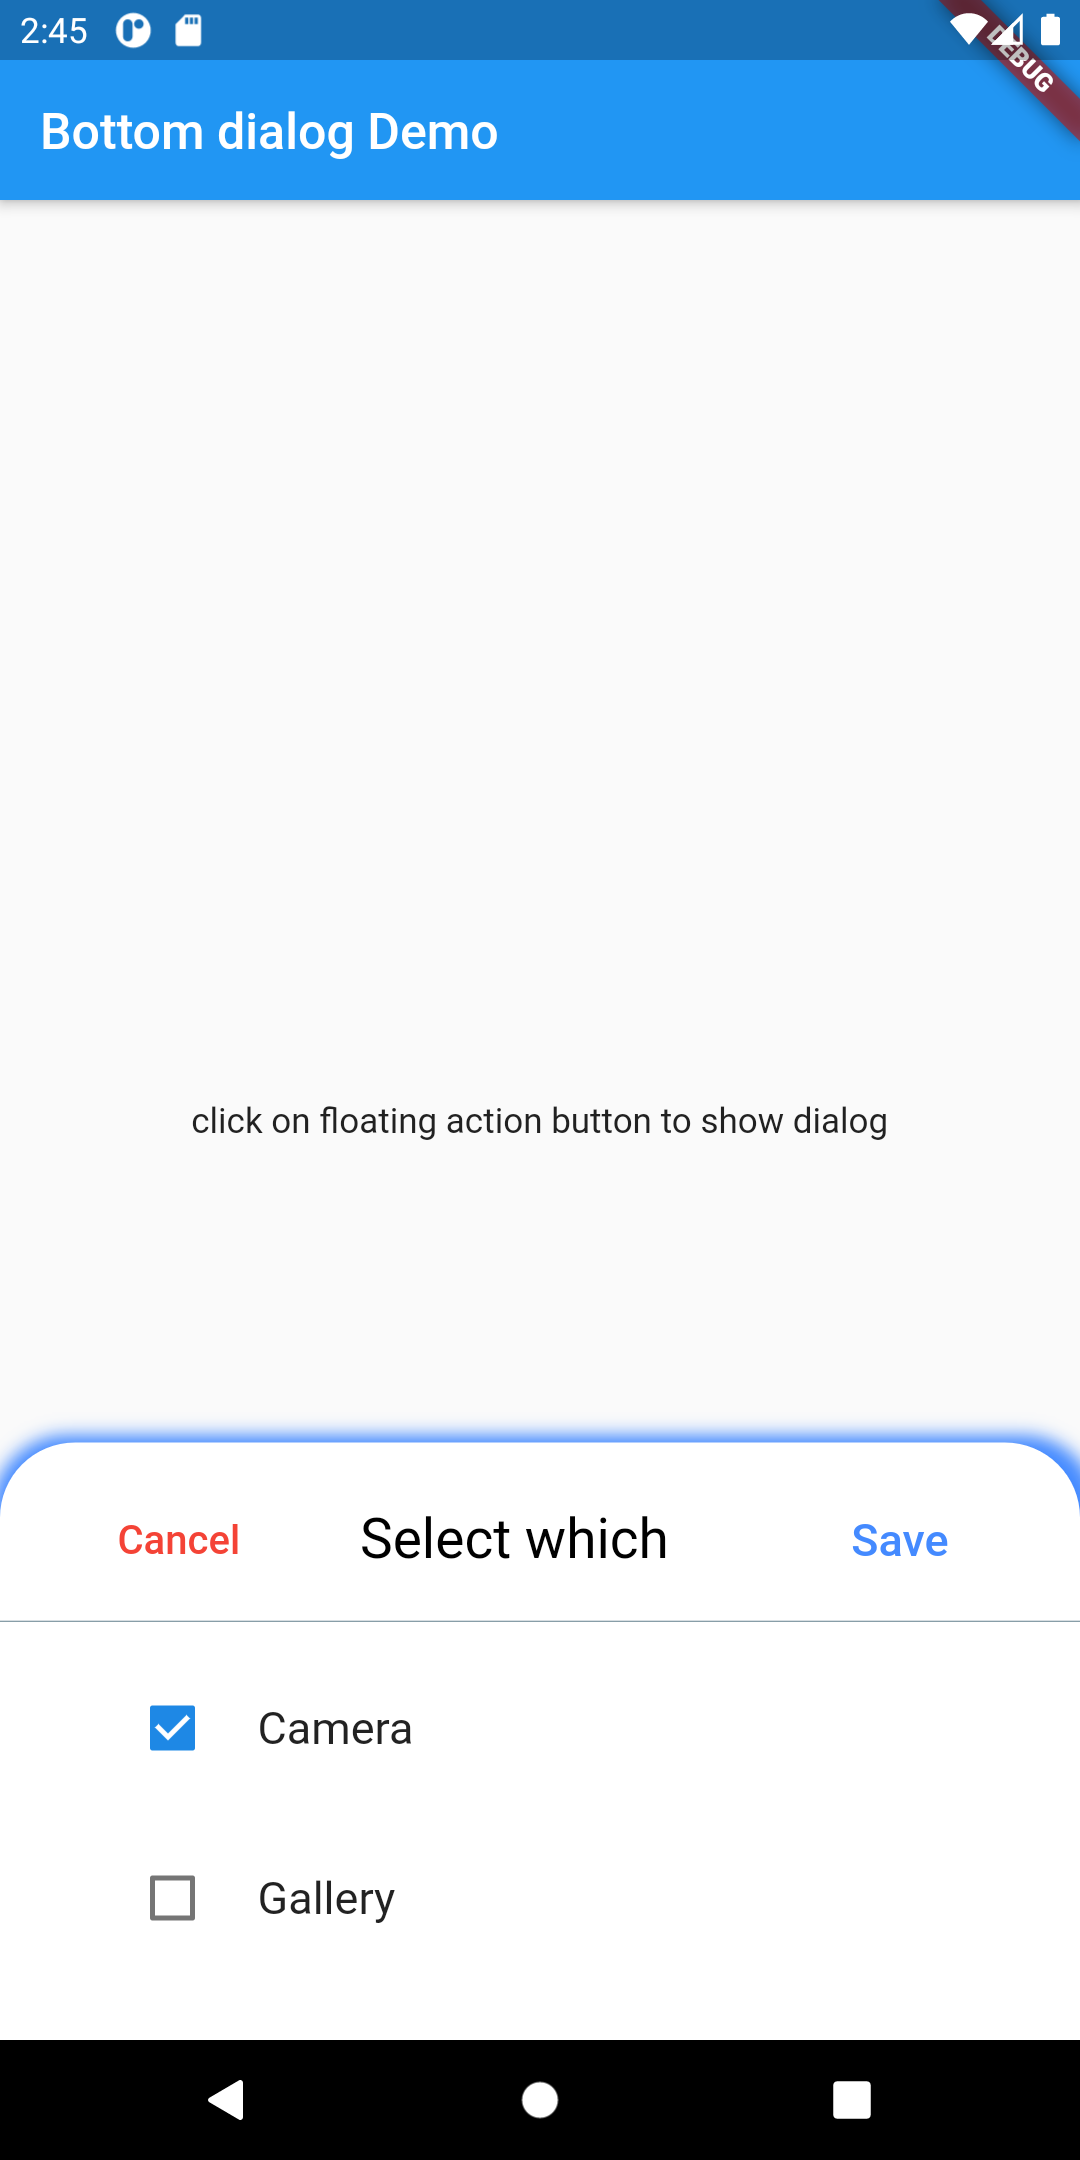 2:45
DEBUG
Bottom dialog Demo
click on floating action button to show dialog
Cancel Select which Save
Camera
Gallery